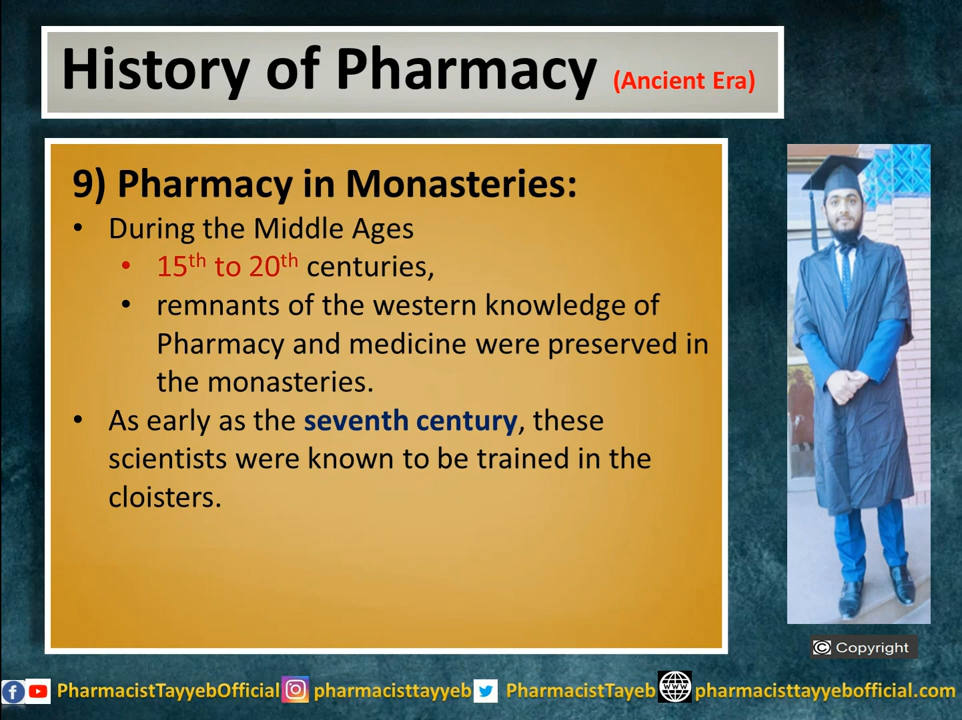 History of Pharmacy (Ancient Era)
9) Pharmacy in Monasteries:
• During the Middle Ages
• 15th to 20th centuries,
• remnants of the western knowledge of
Pharmacy and medicine were preserved in
the monasteries.
• As early as the seventh century, these
scientists were known to be trained in the
cloisters.
© Copyright
PharmacistTayyebOfficial pharmacisttayyeb PharmacistTayeb WWW pharmacisttayyebofficial.com